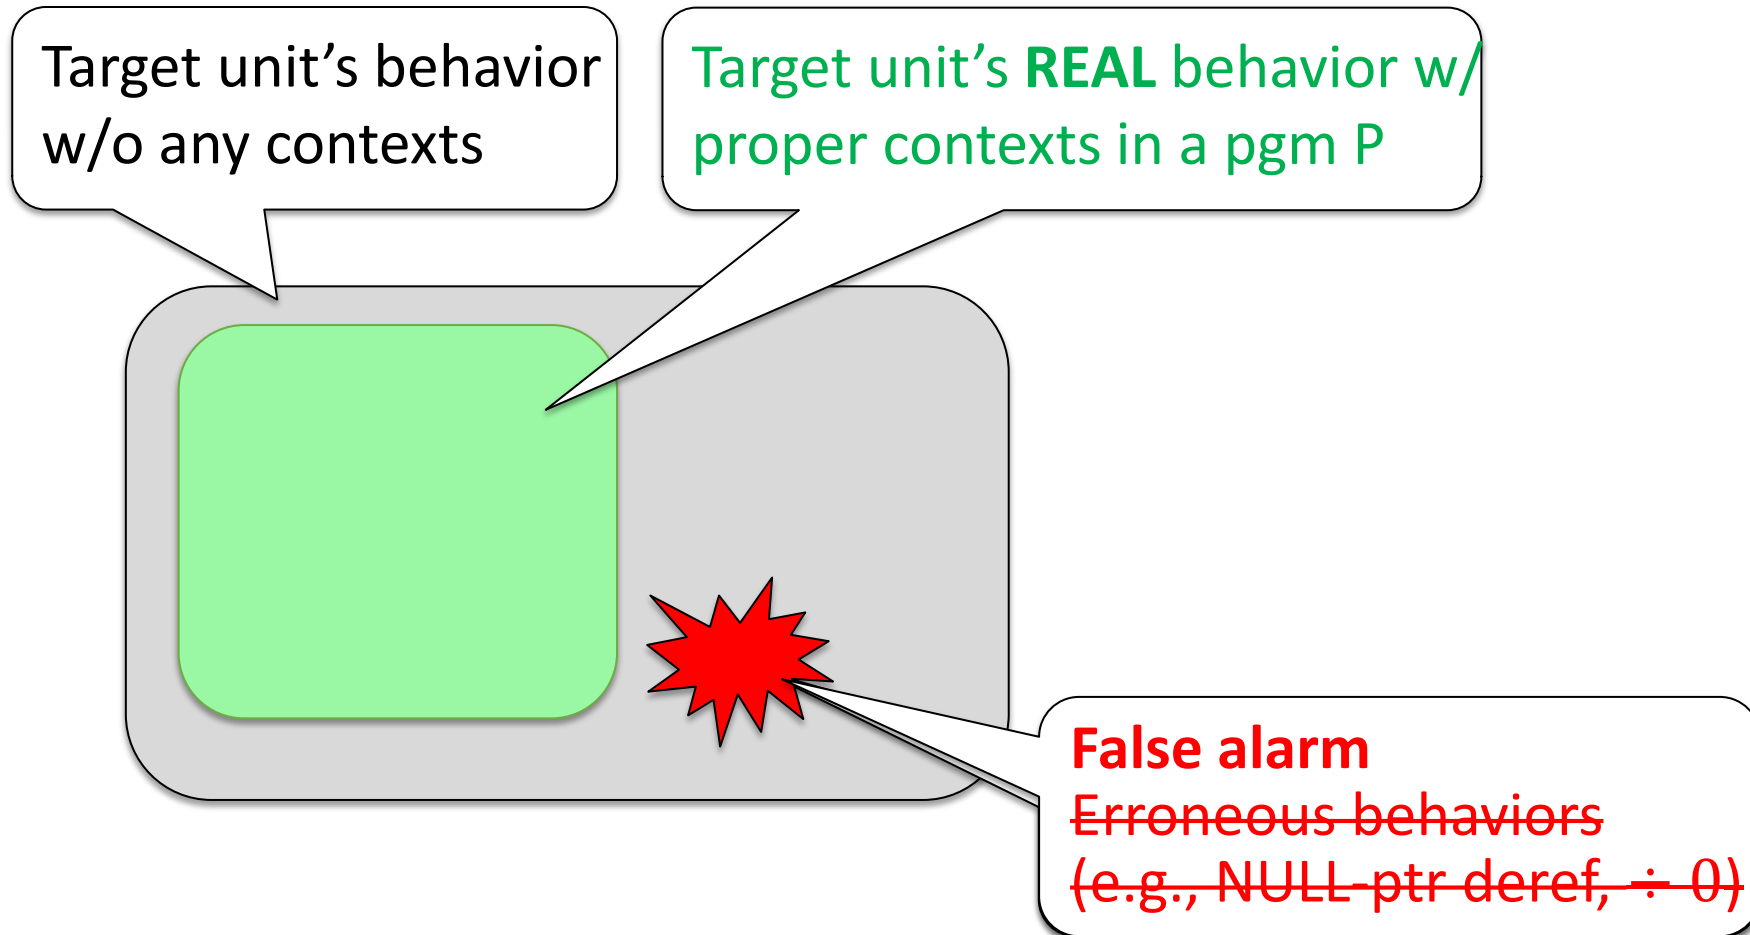 Target unit’s behavior
w/o any contexts
Target unit’s REAL behavior w/
proper contexts in a pgm P
False alarm
Erroneous behaviors
(e.g., NULL-ptr deref, ÷ 0)